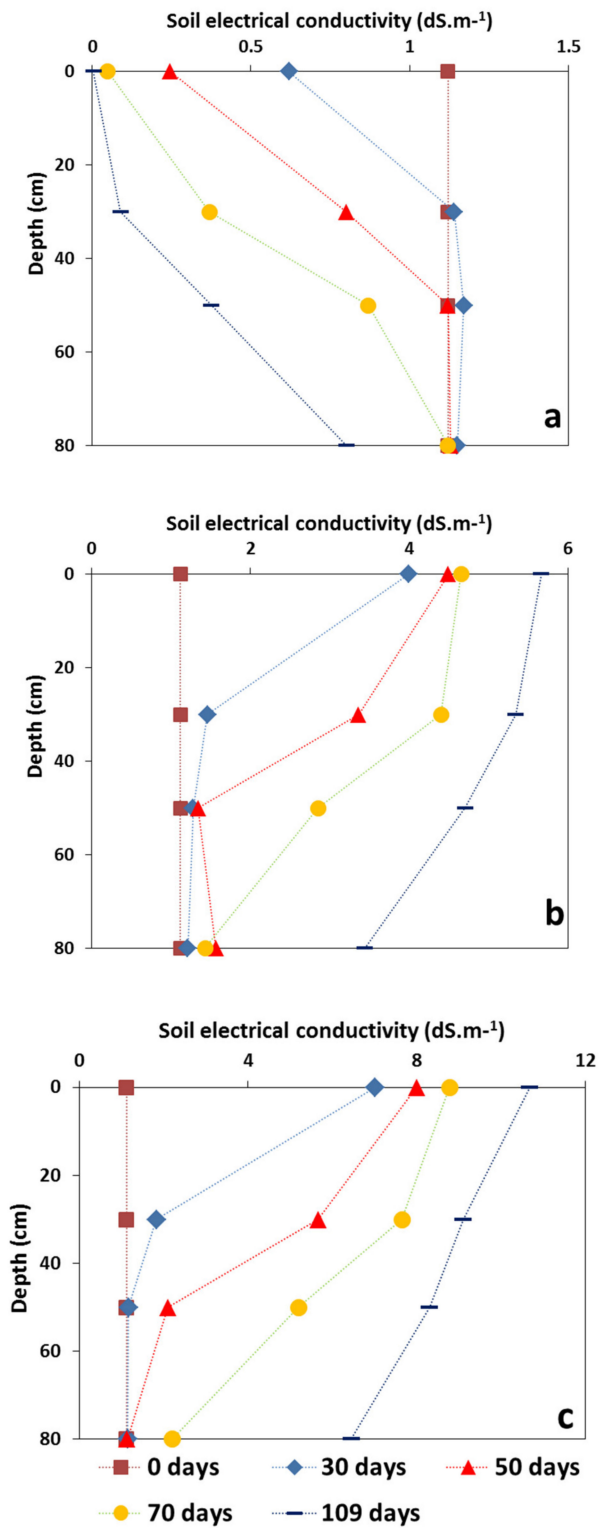 Soil electrical conductivity (dS.m-¹)
0 0.5 1 1.5
0
20
40
60
80
Depth (cm)
a
Soil electrical conductivity (dS.m-¹)
0 2 4 6
0
20
40
60
80
Depth (cm)
b
Soil electrical conductivity (dS.m-¹)
0 4 8 12
0
20
40
60
80
Depth (cm)
c
0 days 30 days 50 days
70 days 109 days